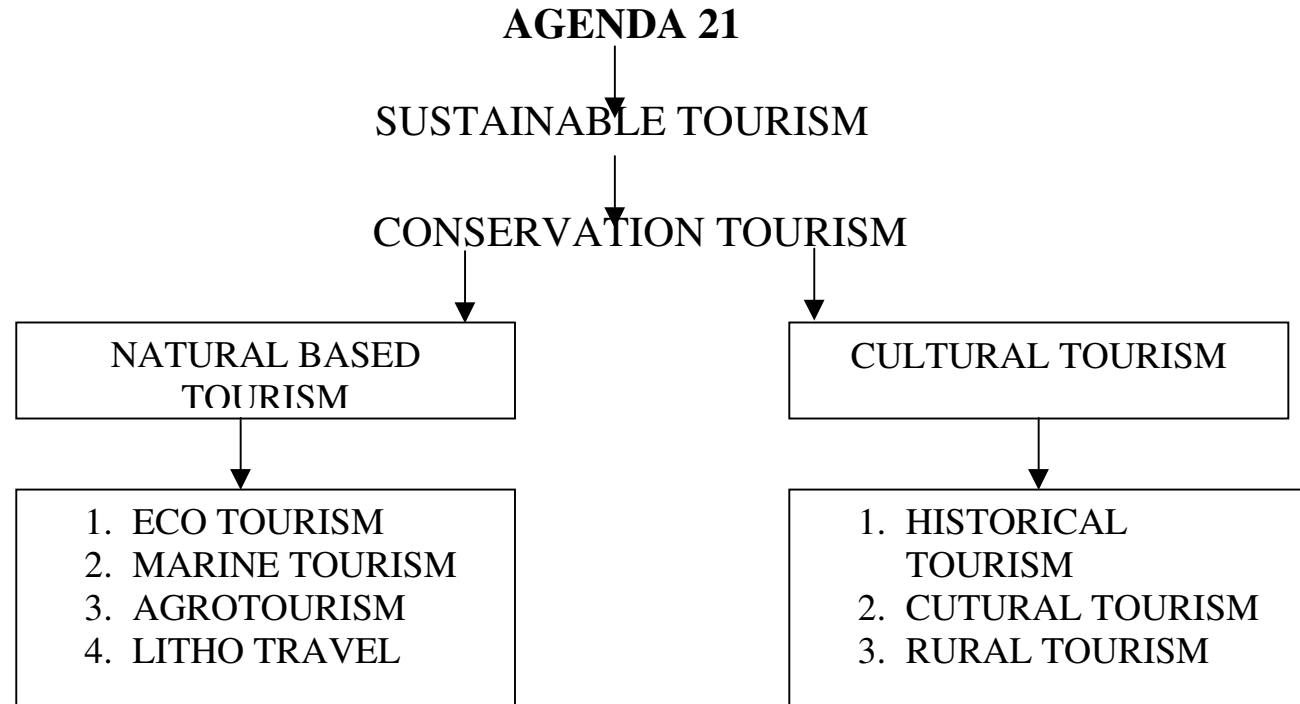 AGENDA 21
SUSTAINABLE TOURISM
CONSERVATION TOURISM
NATURAL BASED
TOURISM
CULTURAL TOURISM
1. ECO TOURISM
2. MARINE TOURISM
3. AGROTOURISM
4. LITHO TRAVEL
1. HISTORICAL
TOURISM
2. CUTURAL TOURISM
3. RURAL TOURISM